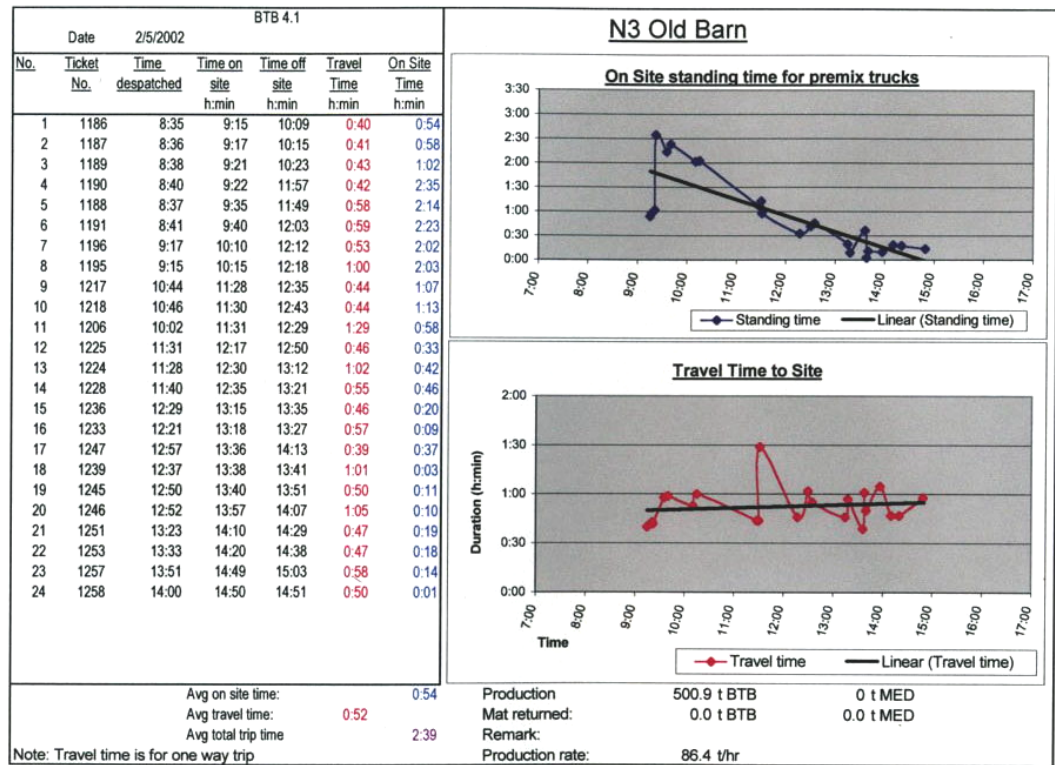 BTB 4.1
Date 2/5/2002
No. Ticket Time Time on Time off Travel On Site
No. despatched site site Time Time
h:min h:min h:min h:min
1 1186 8:35 9:15 10:09 0:40 0:54
2 1187 8:36 9:17 10:15 0:41 0:58
3 1189 8:38 9:21 10:23 0:43 1:02
4 1190 8:40 9:22 11:57 0:42 2:35
5 1188 8:37 9:35 11:49 0:58 2:14
6 1191 8:41 9:40 12:03 0:59 2:23
7 1196 9:17 10:10 12:12 0:53 2:02
8 1195 9:15 10:15 12:18 1:00 2:03
9 1217 10:44 11:28 12:35 0:44 1:07
10 1218 10:46 11:30 12:43 0:44 1:13
11 1206 10:02 11:31 12:29 1:29 0:58
12 1225 11:31 12:17 12:50 0:46 0:33
13 1224 11:28 12:30 13:12 1:02 0:42
14 1228 11:40 12:35 13:21 0:55 0:46
15 1236 12:29 13:15 13:35 0:46 0:20
16 1233 12:21 13:18 13:27 0:57 0:09
17 1247 12:57 13:36 14:13 0:39 0:37
18 1239 12:37 13:38 13:41 1:01 0:03
19 1245 12:50 13:40 13:51 0:50 0:11
20 1246 12:52 13:57 14:07 1:05 0:10
21 1251 13:23 14:10 14:29 0:47 0:19
22 1253 13:33 14:20 14:38 0:47 0:18
23 1257 13:51 14:49 15:03 0:58 0:14
24 1258 14:00 14:50 14:51 0:50 0:01
Avg on site time: 0:54
Avg travel time: 0:52
Avg total trip time 2:39
Note: Travel time is for one way trip
N3 Old Barn
On Site standing time for premix trucks
3:30
3:00
2:30
2:00
1:30
1:00
0:30
0:00
7:00 8:00 9:00 10:00 11:00 12:00 13:00 14:00 15:00 16:00 17:00
Standing time Linear (Standing time)
Travel Time to Site
Duration (h:min)
2:00
1:30
1:00
0:30
0:00
7:00 8:00 9:00 10:00 11:00 12:00 13:00 14:00 15:00 16:00 17:00
Time
Travel time Linear (Travel time)
Production 500.9 t BTB 0 t MED
Mat returned: 0.0 t BTB 0.0 t MED
Remark:
Production rate: 86.4 t/hr